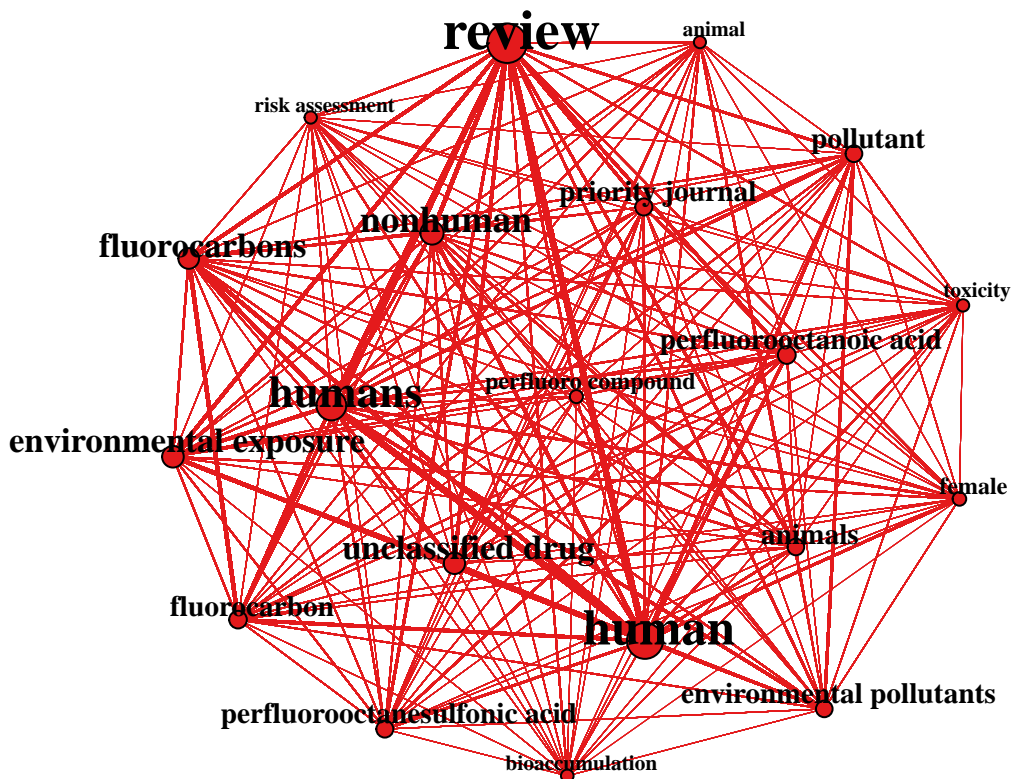 review
animal
risk assessment
pollutant
priority journal
nonhuman
fluorocarbons
toxicity
perfluorooctanoic acid
perfluoro compound
humans
environmental exposure
female
animals
unclassified drug
fluorocarbon
human
environmental pollutants
perfluorooctanesulfonic acid
bioaccumulation